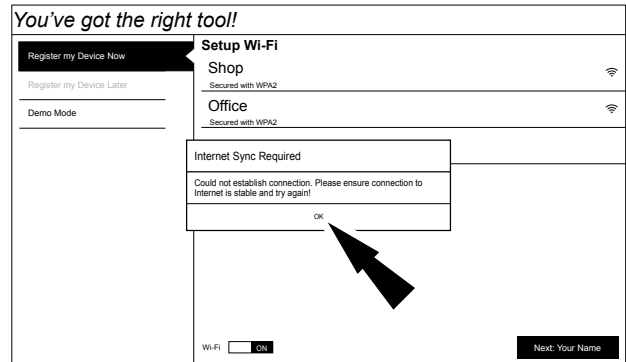 You've got the right tool!
Register my Device Now
Register my Device Later
Demo Mode
Setup Wi-Fi
Shop
Secured with WPA2
Office
Secured with WPA2
Internet Sync Required
Could not establish connection. Please ensure connection to
Internet is stable and try again!
OK
Wi-Fi ON
Next: Your Name